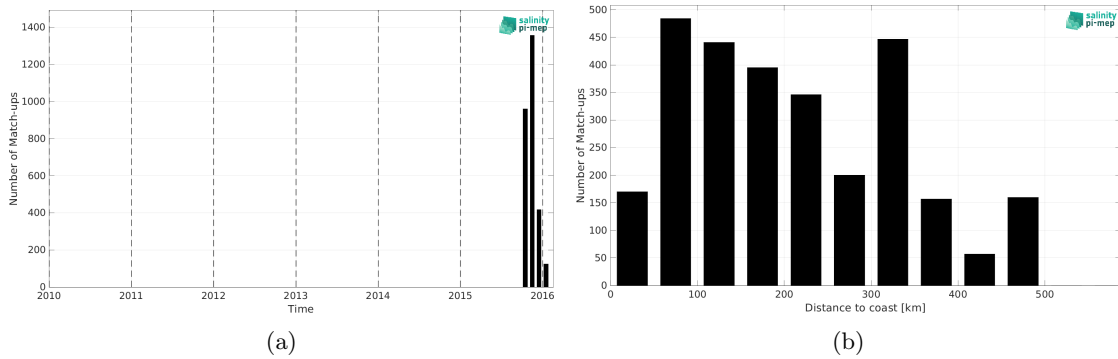 salinity
pi-mep
1400
1200
1000
800
600
400
200
0
Number of Match-ups
2010 2011 2012 2013 2014 2015 2016
Time
(a)
salinity
pi-mep
500
450
400
350
300
250
200
150
100
50
0
Number of Match-ups
0 100 200 300 400 500
Distance to coast [km]
(b)